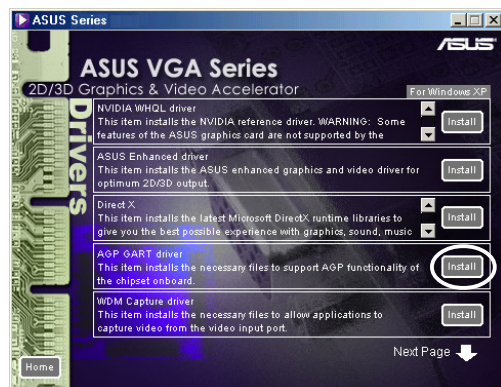 ASUS Series
ASUS
ASUS VGA Series
2D/3D Graphics & Video Accelerator
For Windows XP
Drivers
NVIDIA WHQL driver
This item installs the NVIDIA reference driver. WARNING: Some
features of the ASUS graphics card are not supported by the
Install
ASUS Enhanced driver
This item installs the ASUS enhanced graphics and video driver for
optimum 2D/3D output.
Install
Direct X
This item installs the latest Microsoft DirectX runtime libraries to
give you the best possible experience with graphics, sound, music
Install
AGP GART driver
This item installs the necessary files to support AGP functionality of
the chipset onboard.
Install
WDM Capture driver
This item installs the necessary files to allow applications to
capture video from the video input port.
Install
Next Page
Home